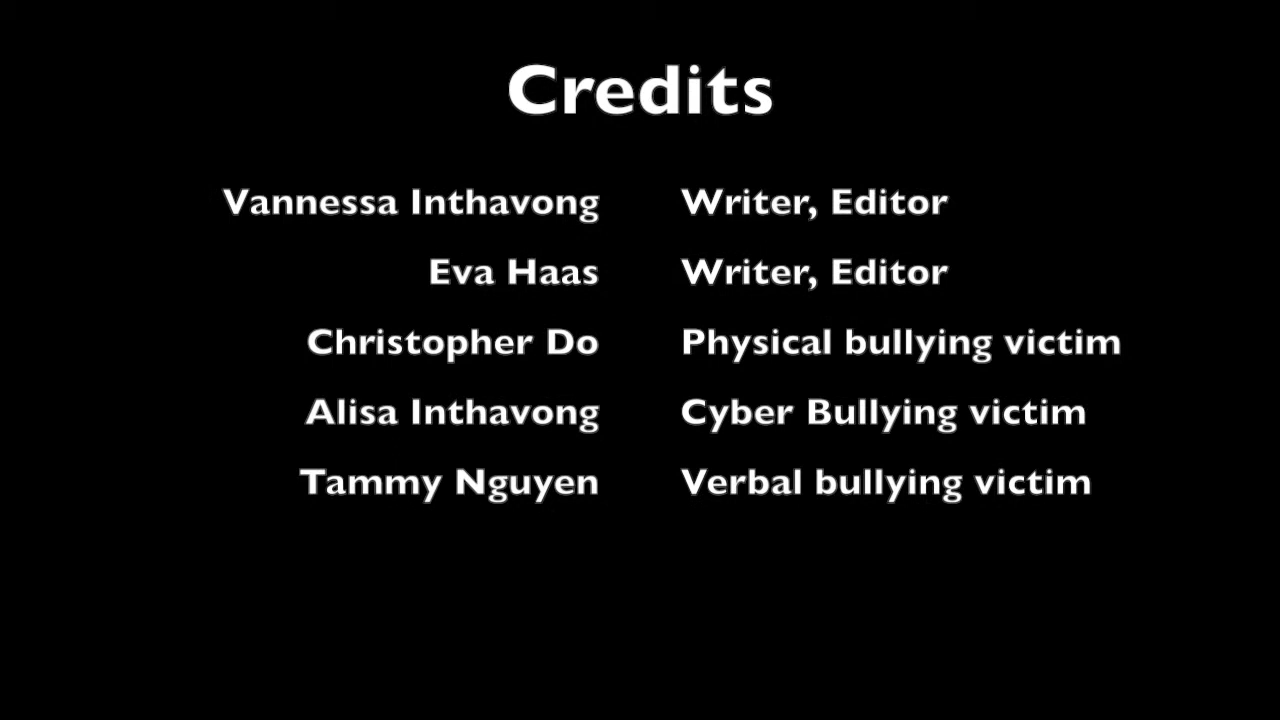 Credits
Vannessa Inthavong Writer, Editor
Eva Haas Writer, Editor
Christopher Do Physical bullying victim
Alisa Inthavong Cyber Bullying victim
Tammy Nguyen Verbal bullying victim